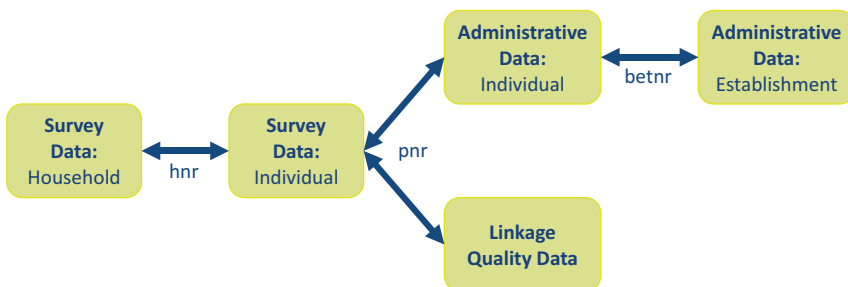 Survey
Data:
Household
hnr
Survey
Data:
Individual
pnr
Administrative
Data:
Individual
betnr
Administrative
Data:
Establishment
Linkage
Quality Data